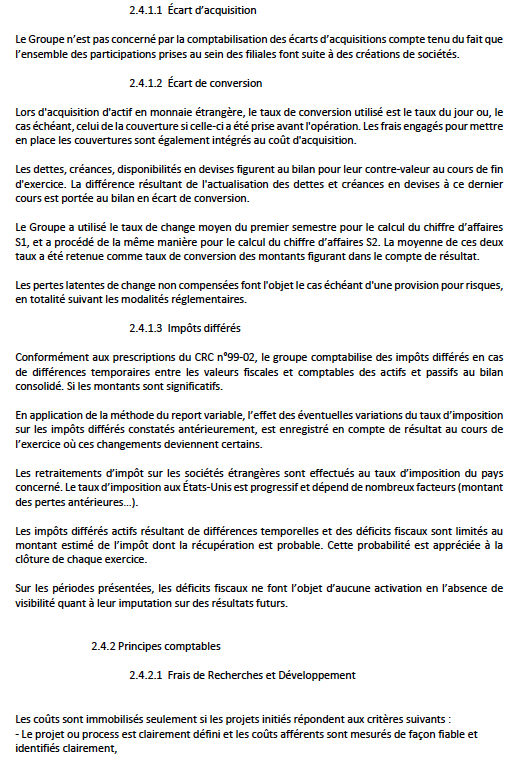 2.4.1.1 Écart d’acquisition
Le Groupe n’est pas concerné par la comptabilisation des écarts d’acquisitions compte tenu du fait que
l’ensemble des participations prises au sein des filiales font suite à des créations de sociétés.
2.4.1.2 Écart de conversion
Lors d'acquisition d'actif en monnaie étrangère, le taux de conversion utilisé est le taux du jour ou, le
cas échéant, celui de la couverture si celle-ci a été prise avant l'opération. Les frais engagés pour mettre
en place les couvertures sont également intégrés au coût d'acquisition.
Les dettes, créances, disponibilités en devises figurent au bilan pour leur contre-valeur au cours de fin
d'exercice. La différence résultant de l'actualisation des dettes et créances en devises à ce dernier
cours est portée au bilan en écart de conversion.
Le Groupe a utilisé le taux de change moyen du premier semestre pour le calcul du chiffre d’affaires
S1, et a procédé de la même manière pour le calcul du chiffre d’affaires S2. La moyenne de ces deux
taux a été retenue comme taux de conversion des montants figurant dans le compte de résultat.
Les pertes latentes de change non compensées font l'objet le cas échéant d'une provision pour risques,
en totalité suivant les modalités réglementaires.
2.4.1.3 Impôts différés
Conformément aux prescriptions du CRC n°99-02, le groupe comptabilise des impôts différés en cas
de différences temporaires entre les valeurs fiscales et comptables des actifs et passifs au bilan
consolidé. Si les montants sont significatifs.
En application de la méthode du report variable, l’effet des éventuelles variations du taux d’imposition
sur les impôts différés constatés antérieurement, est enregistré en compte de résultat au cours de
l’exercice où ces changements deviennent certains.
Les retraitements d’impôt sur les sociétés étrangères sont effectués au taux d’imposition du pays
concerné. Le taux d’imposition aux États-Unis est progressif et dépend de nombreux facteurs (montant
des pertes antérieures…).
Les impôts différés actifs résultant de différences temporelles et des déficits fiscaux sont limités au
montant estimé de l’impôt dont la récupération est probable. Cette probabilité est appréciée à la
clôture de chaque exercice.
Sur les périodes présentées, les déficits fiscaux ne font l’objet d’aucune activation en l’absence de
visibilité quant à leur imputation sur des résultats futurs.
2.4.2 Principes comptables
2.4.2.1 Frais de Recherches et Développement
Les coûts sont immobilisés seulement si les projets initiés répondent aux critères suivants :
- Le projet ou process est clairement défini et les coûts afférents sont mesurés de façon fiable et
identifiés clairement,